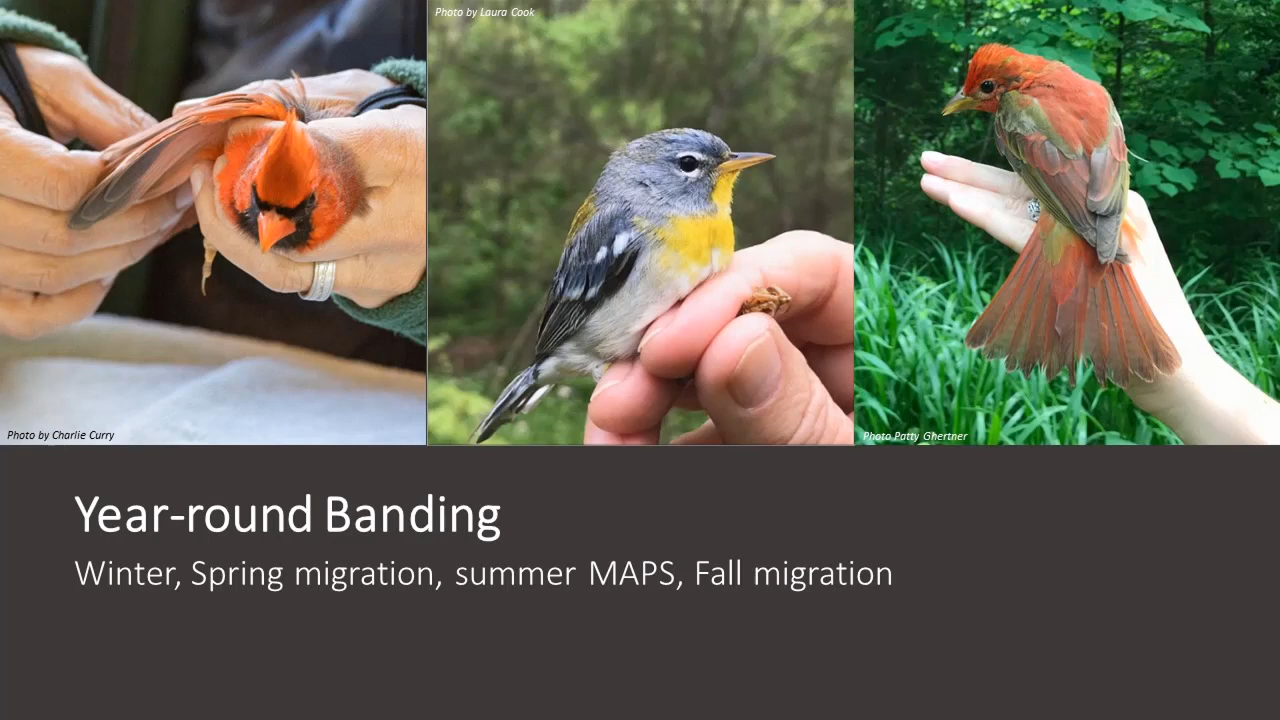 Photo by Charlie Curry
Photo by Laura Cook
Photo Patty Ghertner
Year-round Banding
Winter, Spring migration, summer MAPS, Fall migration